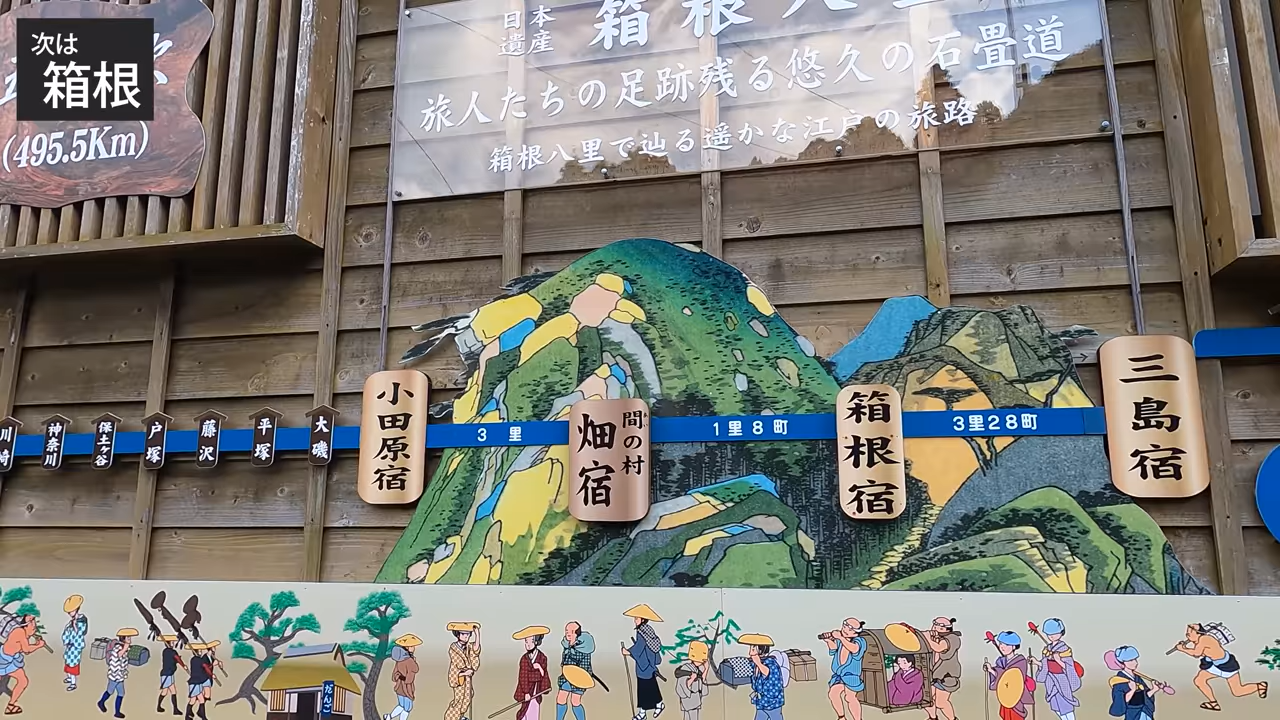 次は
箱根
(495.5Km)
日本
遺産
箱根八里
旅人たちの足跡残る悠久の石畳道
箱根八里で辿る遥かな江戸の旅路
川崎
神奈川
保土ヶ谷
戸塚
藤沢
平塚
大磯
小田原宿
3里
間の村
畑宿
1里8町
箱根宿
3里28町
三島宿
だんご